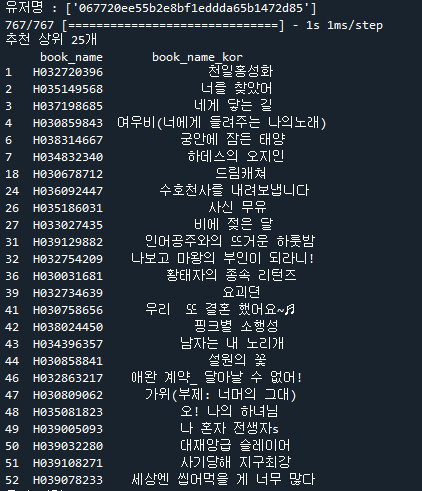 유저명 : ['067720ee55b2e8bf1eddda65b1472d85']
767/767 [==============================] - 1s 1ms/step
추천 상위 25개
book_name book_name_kor
1 H032720396 천일홍성화
2 H035149568 너를 찾았어
3 H037198685 네게 닿는 길
4 H030859843 여우비(너에게 들려주는 나의노래)
6 H038314667 궁안에 잠든 태양
7 H034832340 하데스의 오지인
18 H030678712 드림캐쳐
24 H036092447 수호천사를 내려보냅니다
26 H035186031 사신 무유
27 H033027435 비에 젖은 달
31 H039129882 인어공주와의 뜨거운 하룻밤
32 H032754209 나보고 마왕의 부인이 되라니!
36 H030031681 황태자의 종속 리턴즈
39 H032734639 요괴뎐
41 H030758656 우리 또 결혼 했어요~♬
42 H038024450 핑크별 소행성
43 H034396357 남자는 내 노리개
44 H030858841 설원의 꽃
46 H032863217 애완 계약_ 달아날 수 없어!
47 H030809062 가위(부제: 너머의 그대)
48 H035081823 오! 나의 하녀님
49 H039005093 나 혼자 전생자s
50 H039032280 대재앙급 슬레이어
51 H039108271 사기당해 지구최강
52 H039078233 세상엔 씹어먹을 게 너무 많다